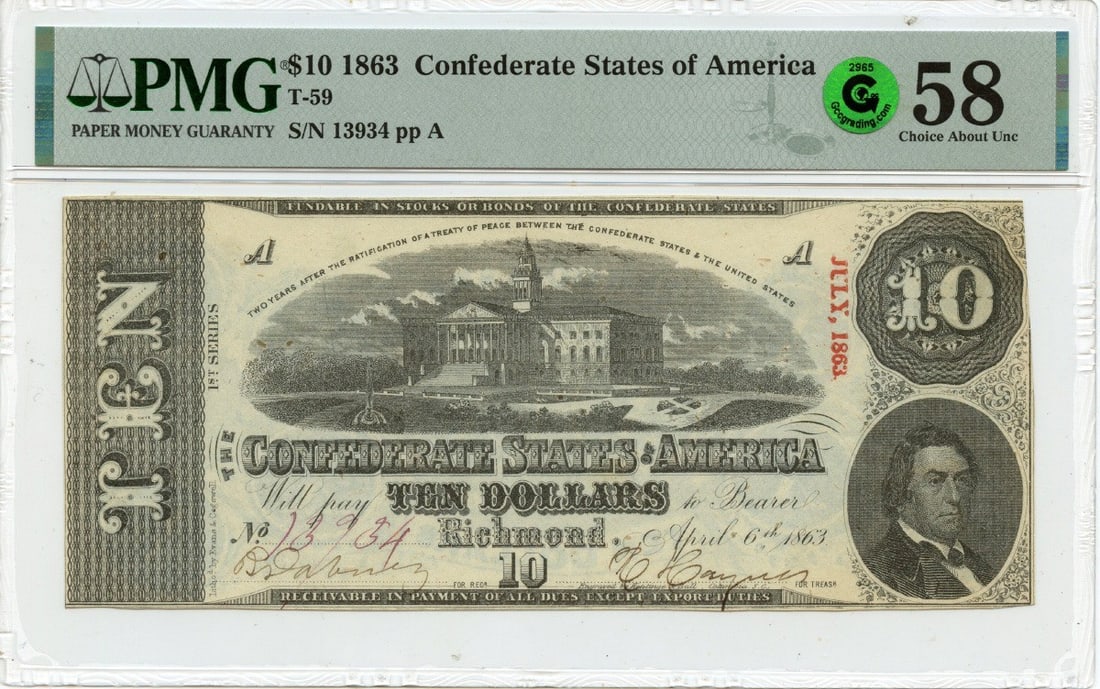 PMG® $10 1863 Confederate States of America
T-59
PAPER MONEY GUARANTY S/N 13934 pp A
2965
G
Gccgrading.com
58
Choice About Unc
FUNDABLE IN STOCKS OR BONDS OF THE CONFEDERATE STATES
A
TWO YEARS AFTER THE RATIFICATION OF A TREATY OF PEACE BETWEEN THE CONFEDERATE STATES & THE UNITED STATES
A
TEN
1ST SERIES
JULY, 1863.
10
THE CONFEDERATE STATES OF AMERICA
Will pay TEN DOLLARS to Bearer
No 13934 Richmond. April 6th 1863
FOR REGR. 10 FOR TREASR.
RECEIVABLE IN PAYMENT OF ALL DUES EXCEPT EXPORT DUTIES